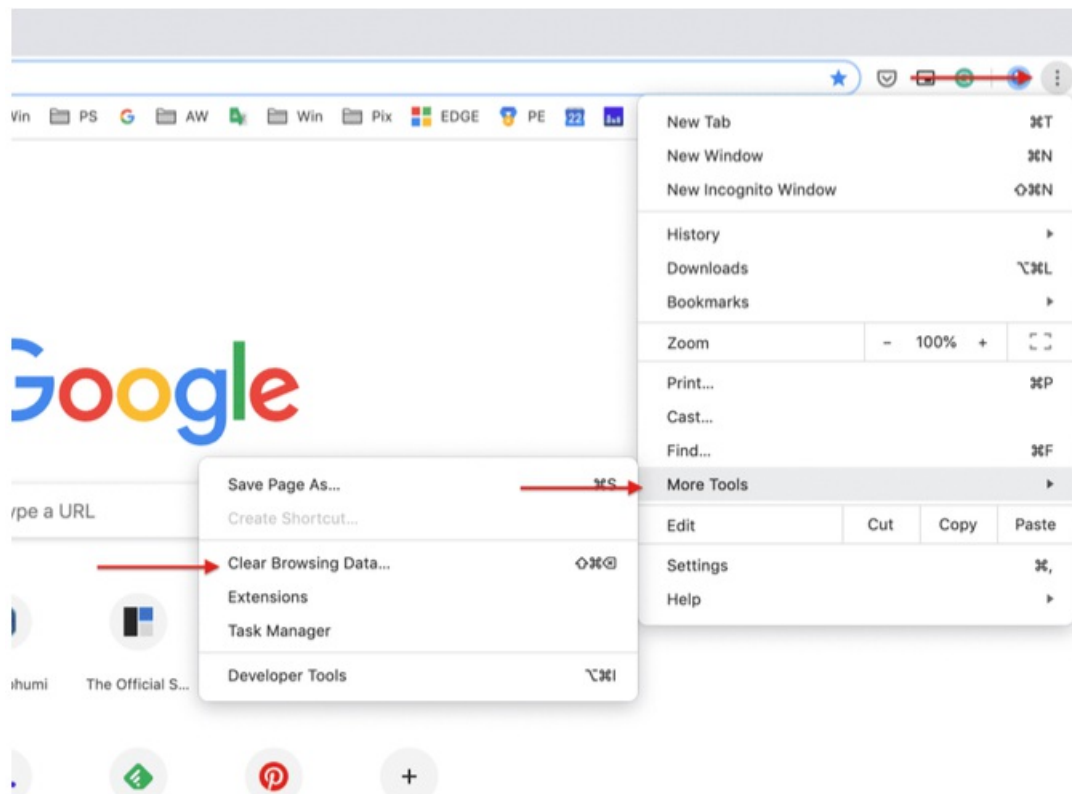 PS AW Win Pix EDGE PE 22
New Tab ⌘T
New Window ⌘N
New Incognito Window ⇧⌘N
History
Downloads ⌥⌘L
Bookmarks
Zoom - 100% +
Print... ⌘P
Cast...
Find... ⌘F
More Tools
Edit Cut Copy Paste
Settings ⌘,
Help
Google
ype a URL
Save Page As... ⌘S
Create Shortcut...
Clear Browsing Data... ⇧⌘⌫
Extensions
Task Manager
Developer Tools ⌥⌘I
humi The Official S...